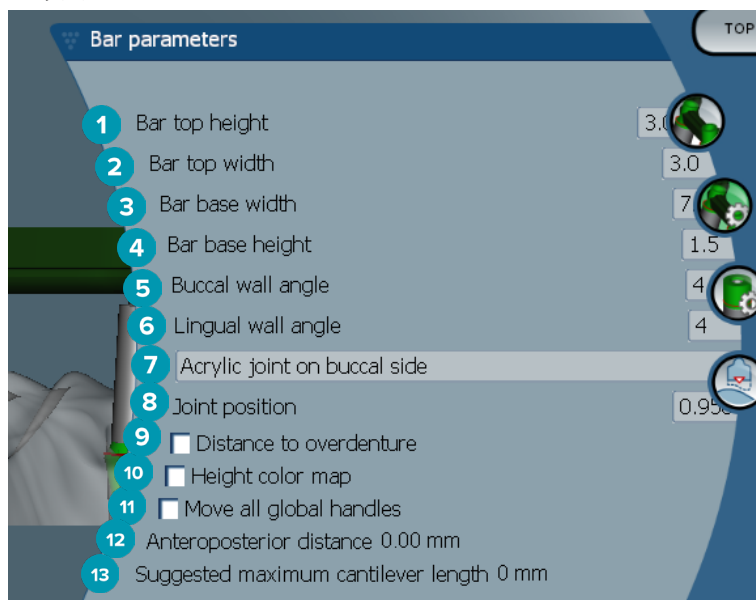 Bar parameters
TOP
1 Bar top height 3.0
2 Bar top width 3.0
3 Bar base width 7
4 Bar base height 1.5
5 Buccal wall angle 4
6 Lingual wall angle 4
7 Acrylic joint on buccal side
8 Joint position 0.95
9 Distance to overdenture
10 Height color map
11 Move all global handles
12 Anteroposterior distance 0.00 mm
13 Suggested maximum cantilever length 0 mm